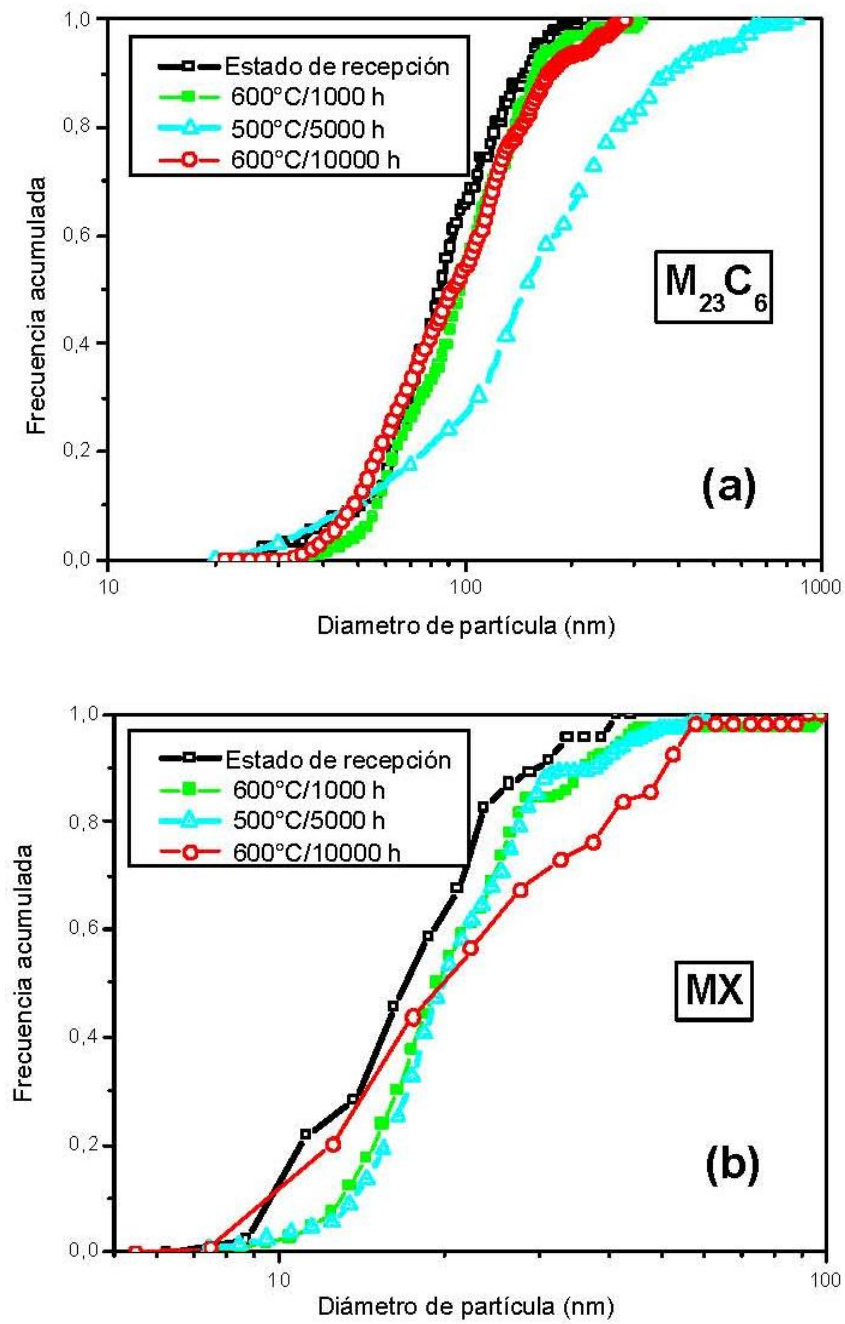 1,0
0,8
0,6
0,4
0,2
0,0
Frecuencia acumulada
Estado de recepción
600°C/1000 h
500°C/5000 h
600°C/10000 h
M23C6
(a)
10
100
1000
Diametro de partícula (nm)
1,0
0,8
0,6
0,4
0,2
0,0
Frecuencia acumulada
Estado de recepción
600°C/1000 h
500°C/5000 h
600°C/10000 h
MX
(b)
10
100
Diámetro de partícula (nm)